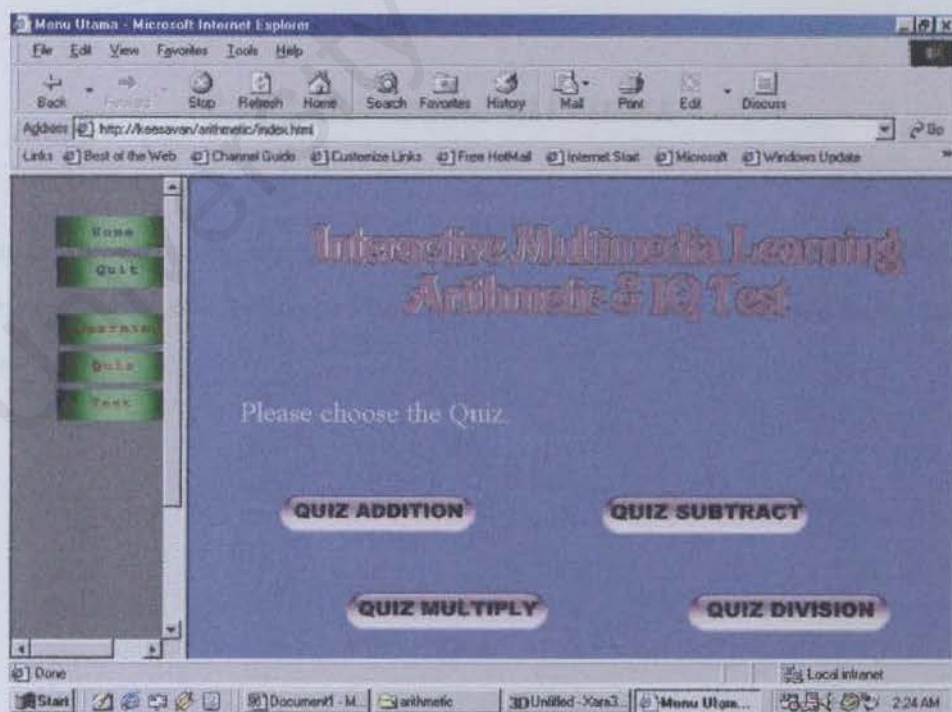 Menu Utama - Microsoft Internet Explorer
File Edit View Favorites Tools Help
Back Forward Stop Refresh Home Search Favorites History Mail Print Edit Discuss
Address http://keesavan/arithmetic/index.html Go
Links Best of the Web Channel Guide Customize Links Free HotMail Internet Start Microsoft Windows Update
Home
Quit
Learning
Quiz
Test
Interactive Multimedia Learning
Arithmetic & IQ Test
Please choose the Quiz.
QUIZ ADDITION QUIZ SUBTRACT
QUIZ MULTIPLY QUIZ DIVISION
Done Local intranet
Start Document1 - M... arithmetic Untitled - Xara3... Menu Utam... 2:24 AM
University